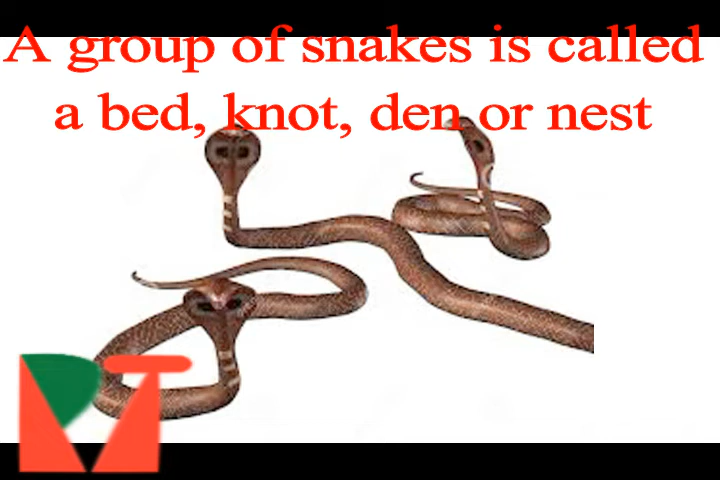 A group of snakes is called
a bed, knot, den or nest